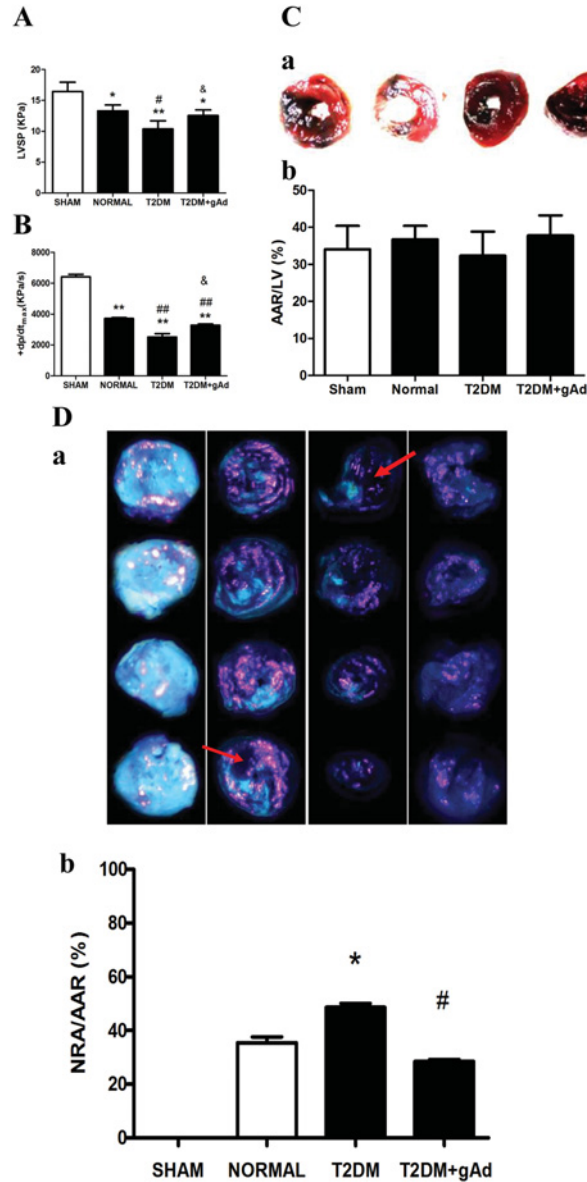 A
LVSP (KPa)
20
15
10
5
0
*
#
**
&
*
SHAM NORMAL T2DM T2DM+gAd
B
+dp/dtmax(KPa/s)
8000
6000
4000
2000
0
**
##
**
&
##
**
SHAM NORMAL T2DM T2DM+gAd
C
a
b
AAR/LV (%)
50
40
30
20
10
0
Sham Normal T2DM T2DM+gAd
D
a
b
NRA/AAR (%)
100
80
60
40
20
0
*
#
SHAM NORMAL T2DM T2DM+gAd